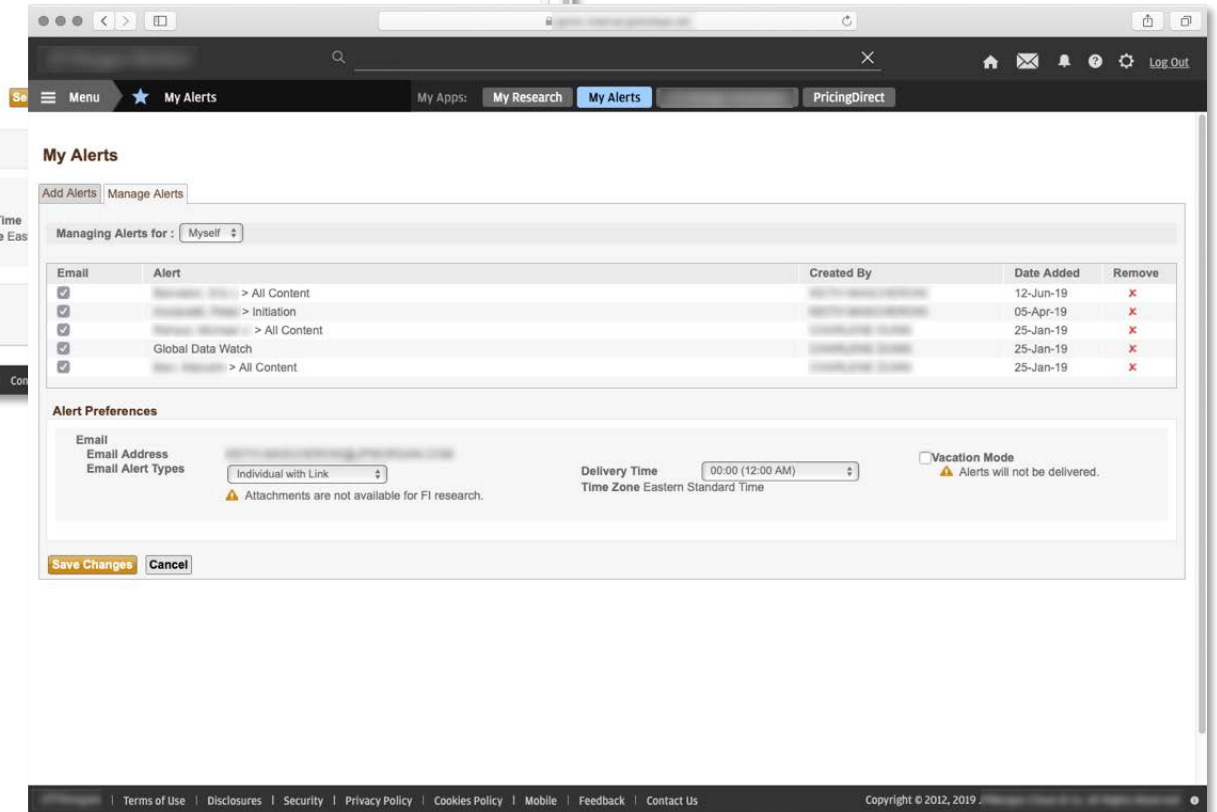 Log Out
Se
Menu
My Alerts
My Apps:
My Research
My Alerts
PricingDirect
My Alerts
Add Alerts
Manage Alerts
Managing Alerts for : Myself
Email Alert Created By Date Added Remove
> All Content 12-Jun-19 x
> Initiation 05-Apr-19 x
> All Content 25-Jan-19 x
Global Data Watch 25-Jan-19 x
> All Content 25-Jan-19 x
ime
e Eas
Con
Alert Preferences
Email
Email Address
Email Alert Types Individual with Link
Attachments are not available for FI research.
Delivery Time 00:00 (12:00 AM)
Time Zone Eastern Standard Time
Vacation Mode
Alerts will not be delivered.
Save Changes
Cancel
| Terms of Use | Disclosures | Security | Privacy Policy | Cookies Policy | Mobile | Feedback | Contact Us
Copyright © 2012, 2019